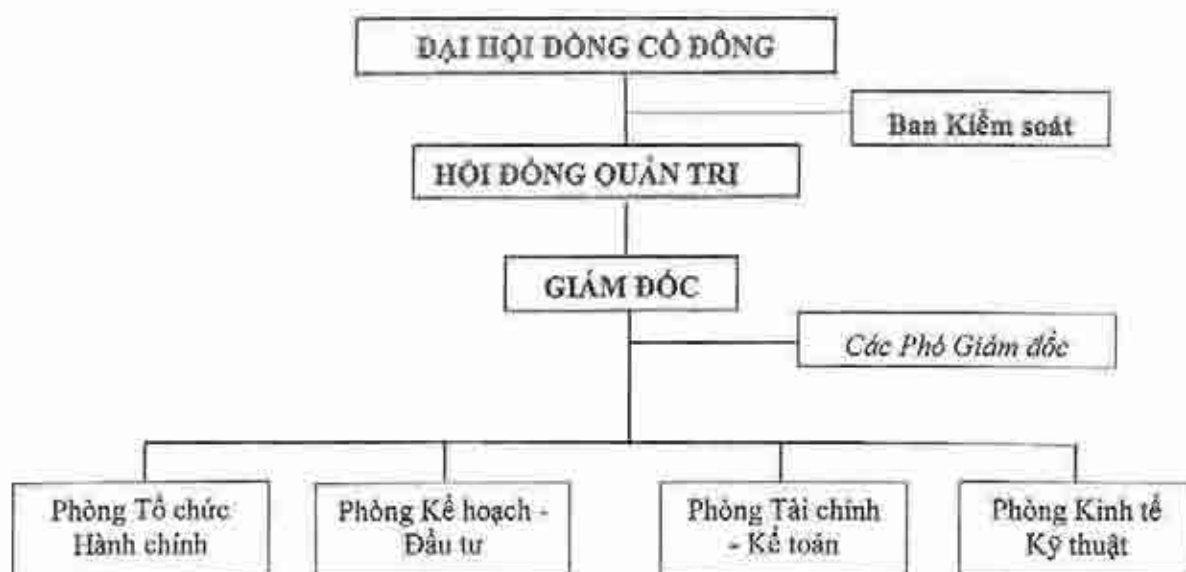 ĐẠI HỘI ĐỒNG CỔ ĐÔNG
Ban Kiểm soát
HỘI ĐỒNG QUẢN TRỊ
GIÁM ĐỐC
Các Phó Giám đốc
Phòng Tổ chức
Hành chính
Phòng Kế hoạch -
Đầu tư
Phòng Tài chính
- Kế toán
Phòng Kinh tế
Kỹ thuật